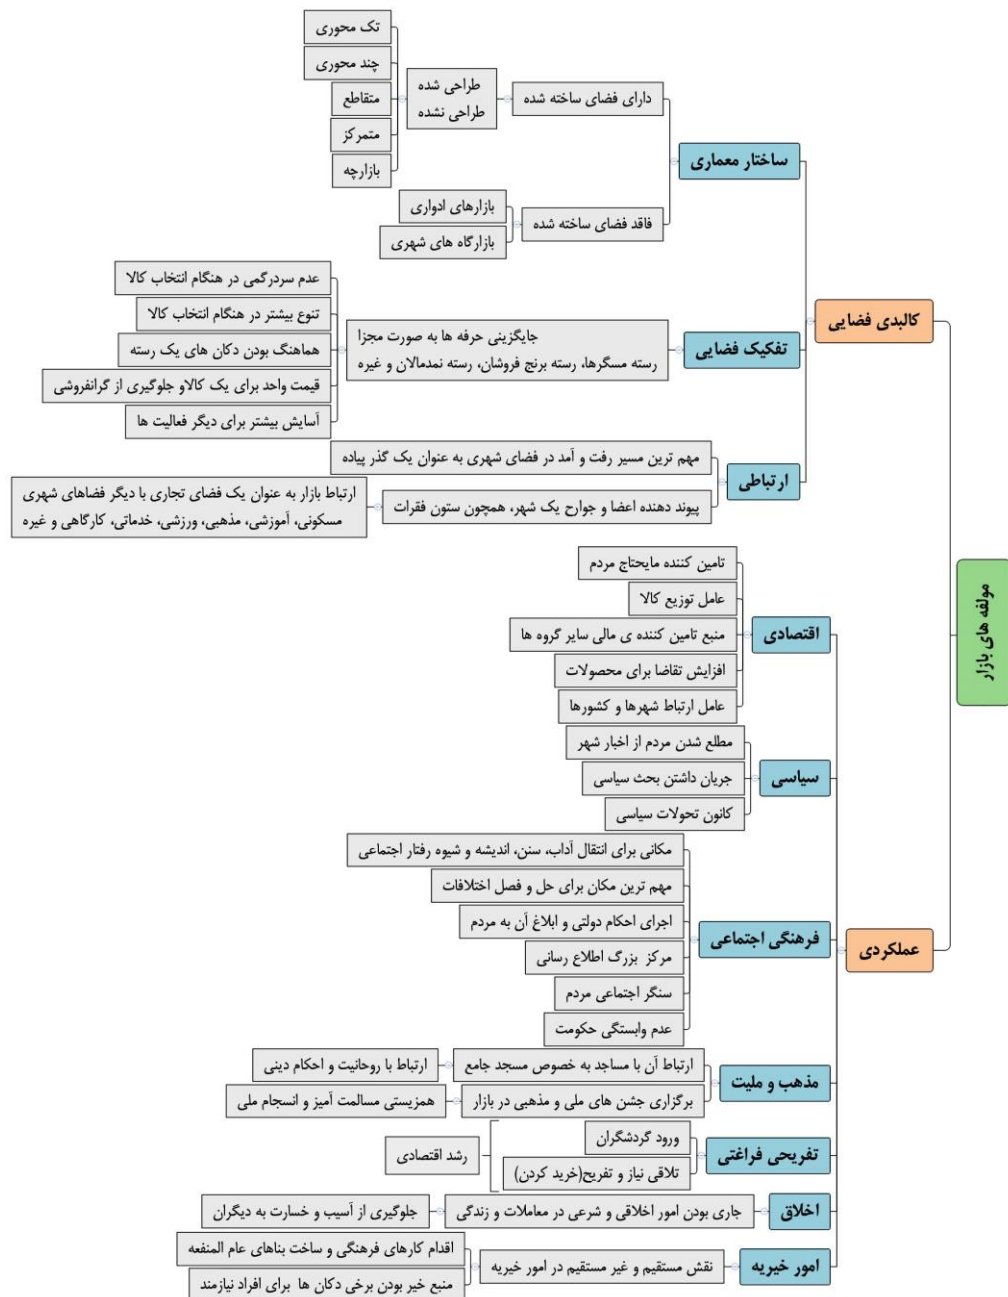 مولفه های بازار
کالبدی فضایی
ساختار معماری
دارای فضای ساخته شده
طراحی شده
طراحی نشده
تک محوری
چند محوری
متقاطع
متمرکز
بازارچه
فاقد فضای ساخته شده
بازارهای ادواری
بازارگاه های شهری
تفکیک فضایی
جایگزینی حرفه ها به صورت مجزا
رسته مسگرها، رسته برنج فروشان، رسته نمدمالان و غیره
عدم سردرگمی در هنگام انتخاب کالا
تنوع بیشتر در هنگام انتخاب کالا
هماهنگ بودن دکان های یک رسته
قیمت واحد برای یک کالاو جلوگیری از گرانفروشی
آسایش بیشتر برای دیگر فعالیت ها
ارتباطی
مهم ترین مسیر رفت و آمد در فضای شهری به عنوان یک گذر پیاده
پیوند دهنده اعضا و جوارح یک شهر، همچون ستون فقرات
ارتباط بازار به عنوان یک فضای تجاری با دیگر فضاهای شهری
مسکونی، آموزشی، مذهبی، ورزشی، خدماتی، کارگاهی و غیره
عملکردی
اقتصادی
تامین کننده مایحتاج مردم
عامل توزیع کالا
منبع تامین کننده ی مالی سایر گروه ها
افزایش تقاضا برای محصولات
عامل ارتباط شهرها و کشورها
سیاسی
مطلع شدن مردم از اخبار شهر
جریان داشتن بحث سیاسی
کانون تحولات سیاسی
فرهنگی اجتماعی
مکانی برای انتقال آداب، سنن، اندیشه و شیوه رفتار اجتماعی
مهم ترین مکان برای حل و فصل اختلافات
اجرای احکام دولتی و ابلاغ آن به مردم
مرکز بزرگ اطلاع رسانی
سنگر اجتماعی مردم
عدم وابستگی حکومت
مذهب و ملیت
ارتباط آن با مساجد به خصوص مسجد جامع
ارتباط با روحانیت و احکام دینی
برگزاری جشن های ملی و مذهبی در بازار
همزیستی مسالمت آمیز و انسجام ملی
تفریحی فراغتی
ورود گردشگران
تلاقی نیاز و تفریح(خرید کردن)
رشد اقتصادی
اخلاق
جاری بودن امور اخلاقی و شرعی در معاملات و زندگی
جلوگیری از آسیب و خسارت به دیگران
امور خیریه
نقش مستقیم و غیر مستقیم در امور خیریه
اقدام کارهای فرهنگی و ساخت بناهای عام المنفعه
منبع خیر بودن برخی دکان ها برای افراد نیازمند